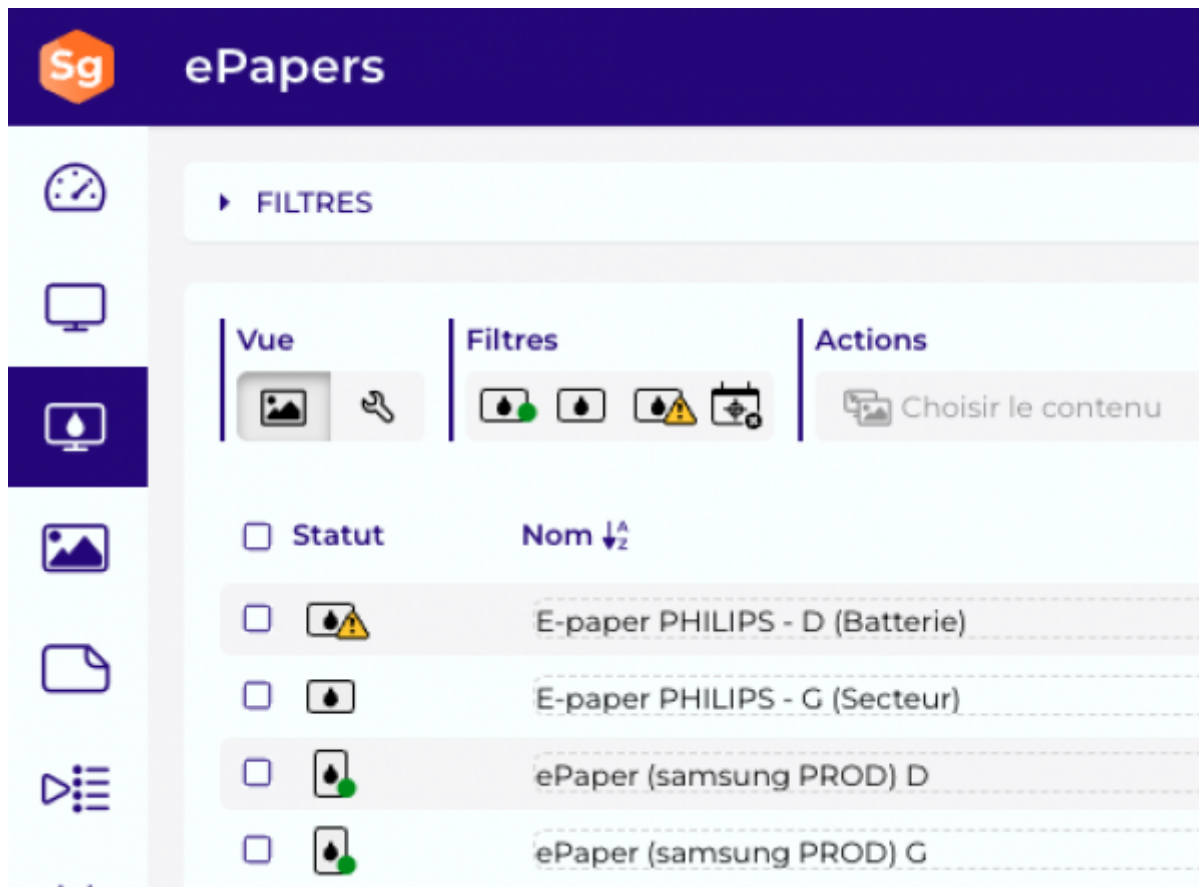 Sg ePapers
FILTRES
Vue Filtres Actions
Choisir le contenu
Statut Nom AZ
E-paper PHILIPS - D (Batterie)
E-paper PHILIPS - G (Secteur)
ePaper (samsung PROD) D
ePaper (samsung PROD) G